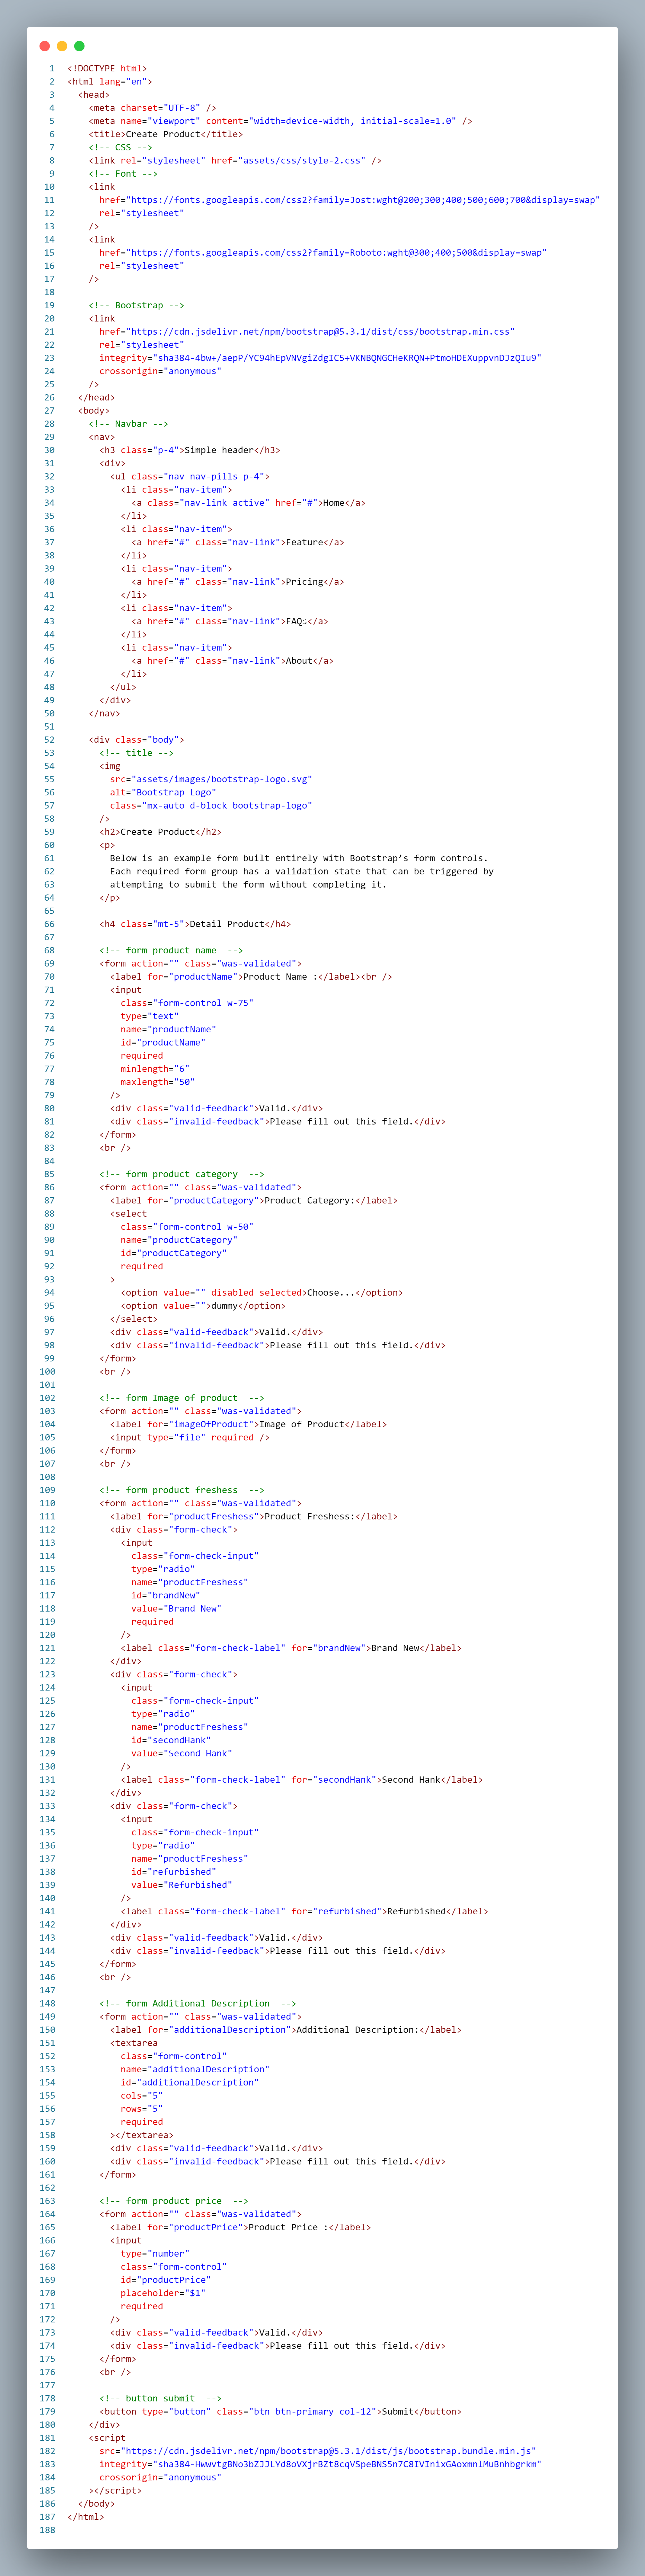 1 <!DOCTYPE html>
2 <html lang="en">
3 <head>
4 <meta charset="UTF-8" />
5 <meta name="viewport" content="width=device-width, initial-scale=1.0" />
6 <title>Create Product</title>
7 <!-- CSS -->
8 <link rel="stylesheet" href="assets/css/style-2.css" />
9 <!-- Font -->
10 <link
11 href="https://fonts.googleapis.com/css2?family=Jost:wght@200;300;400;500;600;700&display=swap"
12 rel="stylesheet"
13 />
14 <link
15 href="https://fonts.googleapis.com/css2?family=Roboto:wght@300;400;500&display=swap"
16 rel="stylesheet"
17 />
18
19 <!-- Bootstrap -->
20 <link
21 href="https://cdn.jsdelivr.net/npm/bootstrap@5.3.1/dist/css/bootstrap.min.css"
22 rel="stylesheet"
23 integrity="sha384-4bw+/aepP/YC94hEpVNVgiZdgIC5+VKNBQNGCHeKRQN+PtmoHDEXuppvnDJzQIu9"
24 crossorigin="anonymous"
25 />
26 </head>
27 <body>
28 <!-- Navbar -->
29 <nav>
30 <h3 class="p-4">Simple header</h3>
31 <div>
32 <ul class="nav nav-pills p-4">
33 <li class="nav-item">
34 <a class="nav-link active" href="#">Home</a>
35 </li>
36 <li class="nav-item">
37 <a href="#" class="nav-link">Feature</a>
38 </li>
39 <li class="nav-item">
40 <a href="#" class="nav-link">Pricing</a>
41 </li>
42 <li class="nav-item">
43 <a href="#" class="nav-link">FAQs</a>
44 </li>
45 <li class="nav-item">
46 <a href="#" class="nav-link">About</a>
47 </li>
48 </ul>
49 </div>
50 </nav>
51
52 <div class="body">
53 <!-- title -->
54 <img
55 src="assets/images/bootstrap-logo.svg"
56 alt="Bootstrap Logo"
57 class="mx-auto d-block bootstrap-logo"
58 />
59 <h2>Create Product</h2>
60 <p>
61 Below is an example form built entirely with Bootstrap’s form controls.
62 Each required form group has a validation state that can be triggered by
63 attempting to submit the form without completing it.
64 </p>
65
66 <h4 class="mt-5">Detail Product</h4>
67
68 <!-- form product name  -->
69 <form action="" class="was-validated">
70 <label for="productName">Product Name :</label><br />
71 <input
72 class="form-control w-75"
73 type="text"
74 name="productName"
75 id="productName"
76 required
77 minlength="6"
78 maxlength="50"
79 />
80 <div class="valid-feedback">Valid.</div>
81 <div class="invalid-feedback">Please fill out this field.</div>
82 </form>
83 <br />
84
85 <!-- form product category  -->
86 <form action="" class="was-validated">
87 <label for="productCategory">Product Category:</label>
88 <select
89 class="form-control w-50"
90 name="productCategory"
91 id="productCategory"
92 required
93 >
94 <option value="" disabled selected>Choose...</option>
95 <option value="">dummy</option>
96 </select>
97 <div class="valid-feedback">Valid.</div>
98 <div class="invalid-feedback">Please fill out this field.</div>
99 </form>
100 <br />
101
102 <!-- form Image of product  -->
103 <form action="" class="was-validated">
104 <label for="imageOfProduct">Image of Product</label>
105 <input type="file" required />
106 </form>
107 <br />
108
109 <!-- form product freshess  -->
110 <form action="" class="was-validated">
111 <label for="productFreshess">Product Freshess:</label>
112 <div class="form-check">
113 <input
114 class="form-check-input"
115 type="radio"
116 name="productFreshess"
117 id="brandNew"
118 value="Brand New"
119 required
120 />
121 <label class="form-check-label" for="brandNew">Brand New</label>
122 </div>
123 <div class="form-check">
124 <input
125 class="form-check-input"
126 type="radio"
127 name="productFreshess"
128 id="secondHank"
129 value="Second Hank"
130 />
131 <label class="form-check-label" for="secondHank">Second Hank</label>
132 </div>
133 <div class="form-check">
134 <input
135 class="form-check-input"
136 type="radio"
137 name="productFreshess"
138 id="refurbished"
139 value="Refurbished"
140 />
141 <label class="form-check-label" for="refurbished">Refurbished</label>
142 </div>
143 <div class="valid-feedback">Valid.</div>
144 <div class="invalid-feedback">Please fill out this field.</div>
145 </form>
146 <br />
147
148 <!-- form Additional Description  -->
149 <form action="" class="was-validated">
150 <label for="additionalDescription">Additional Description:</label>
151 <textarea
152 class="form-control"
153 name="additionalDescription"
154 id="additionalDescription"
155 cols="5"
156 rows="5"
157 required
158 ></textarea>
159 <div class="valid-feedback">Valid.</div>
160 <div class="invalid-feedback">Please fill out this field.</div>
161 </form>
162
163 <!-- form product price  -->
164 <form action="" class="was-validated">
165 <label for="productPrice">Product Price :</label>
166 <input
167 type="number"
168 class="form-control"
169 id="productPrice"
170 placeholder="$1"
171 required
172 />
173 <div class="valid-feedback">Valid.</div>
174 <div class="invalid-feedback">Please fill out this field.</div>
175 </form>
176 <br />
177
178 <!-- button submit  -->
179 <button type="button" class="btn btn-primary col-12">Submit</button>
180 </div>
181 <script
182 src="https://cdn.jsdelivr.net/npm/bootstrap@5.3.1/dist/js/bootstrap.bundle.min.js"
183 integrity="sha384-HwwvtgBNo3bZJJLYd8oVXjrBZt8cqVSpeBNS5n7C8IVInixGAoxmnlMuBnhbgrkm"
184 crossorigin="anonymous"
185 ></script>
186 </body>
187 </html>
188